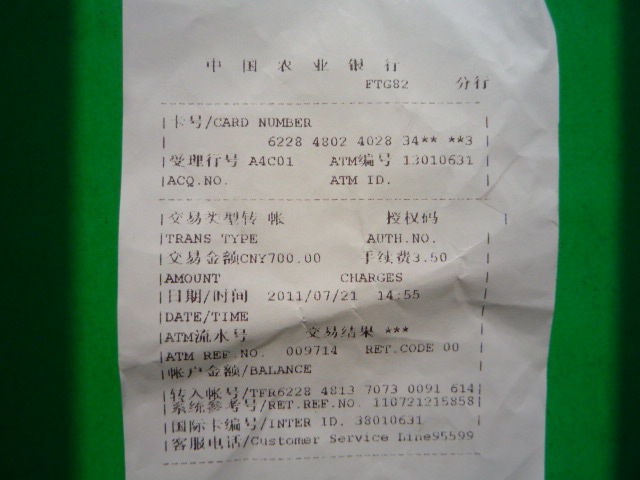 中国农业银行
FTG82 分行
卡号/CARD NUMBER
6228 4802 4028 34** **3
受理行号 A4C01 ATM编号 13010631
ACQ.NO. ATM ID.
交易类型转 帐 授权码
TRANS TYPE AUTH.NO.
交易金额CNY700.00 手续费3.50
AMOUNT CHARGES
日期/时间 2011/07/21 14:55
DATE/TIME
ATM流水号 交易结果 ***
ATM REF.NO. 009714 RET.CODE 00
帐户金额/BALANCE
转入帐号/TFR6228 4813 7073 0091 614
系统参考号/RET.REF.NO. 110721215858
国际卡编号/INTER ID. 38010631
客服电话/Customer Service Line95599